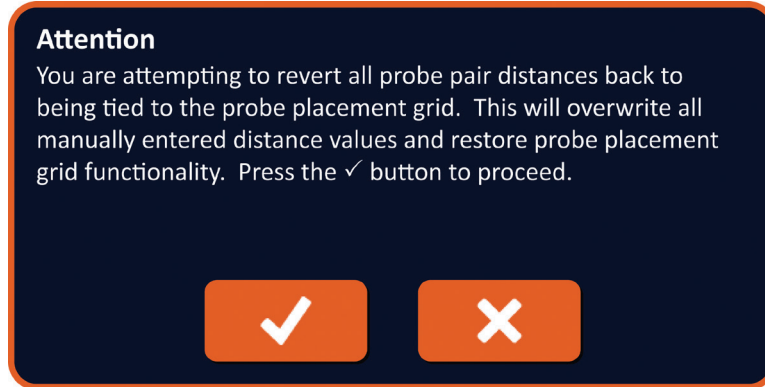 Attention
You are attempting to revert all probe pair distances back to
being tied to the probe placement grid.  This will overwrite all
manually entered distance values and restore probe placement
grid functionality.  Press the ✓ button to proceed.